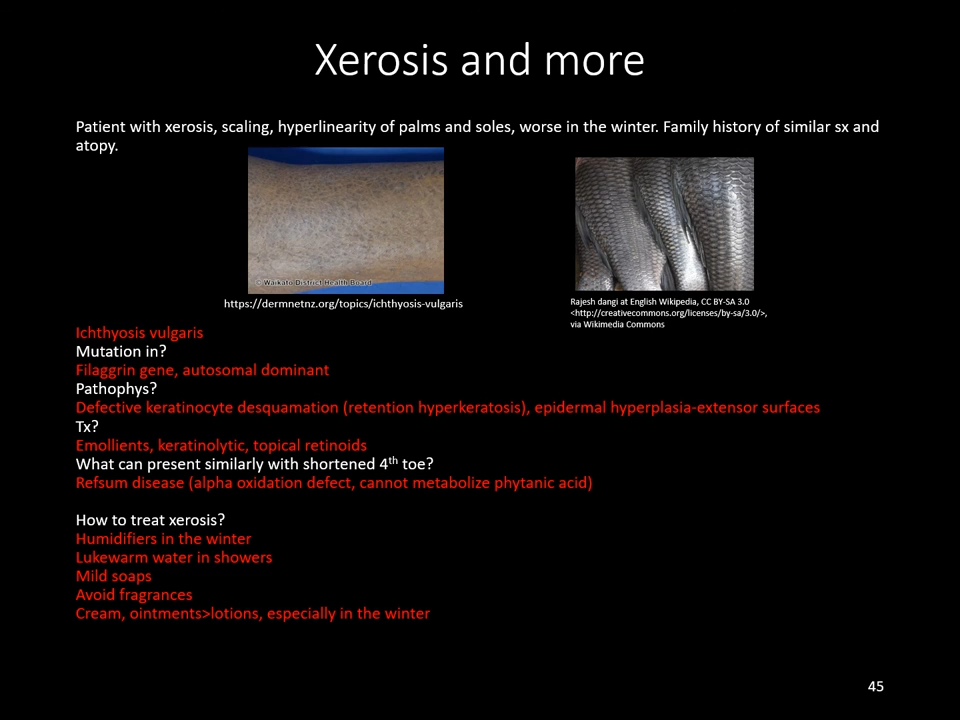 Xerosis and more
Patient with xerosis, scaling, hyperlinearity of palms and soles, worse in the winter. Family history of similar sx and
atopy.
© Waikato District Health Board
https://dermnetnz.org/topics/ichthyosis-vulgaris
Rajesh dangi at English Wikipedia, CC BY-SA 3.0
<http://creativecommons.org/licenses/by-sa/3.0/>,
via Wikimedia Commons
Ichthyosis vulgaris
Mutation in?
Filaggrin gene, autosomal dominant
Pathophys?
Defective keratinocyte desquamation (retention hyperkeratosis), epidermal hyperplasia-extensor surfaces
Tx?
Emollients, keratinolytic, topical retinoids
What can present similarly with shortened 4th toe?
Refsum disease (alpha oxidation defect, cannot metabolize phytanic acid)
How to treat xerosis?
Humidifiers in the winter
Lukewarm water in showers
Mild soaps
Avoid fragrances
Cream, ointments>lotions, especially in the winter
45